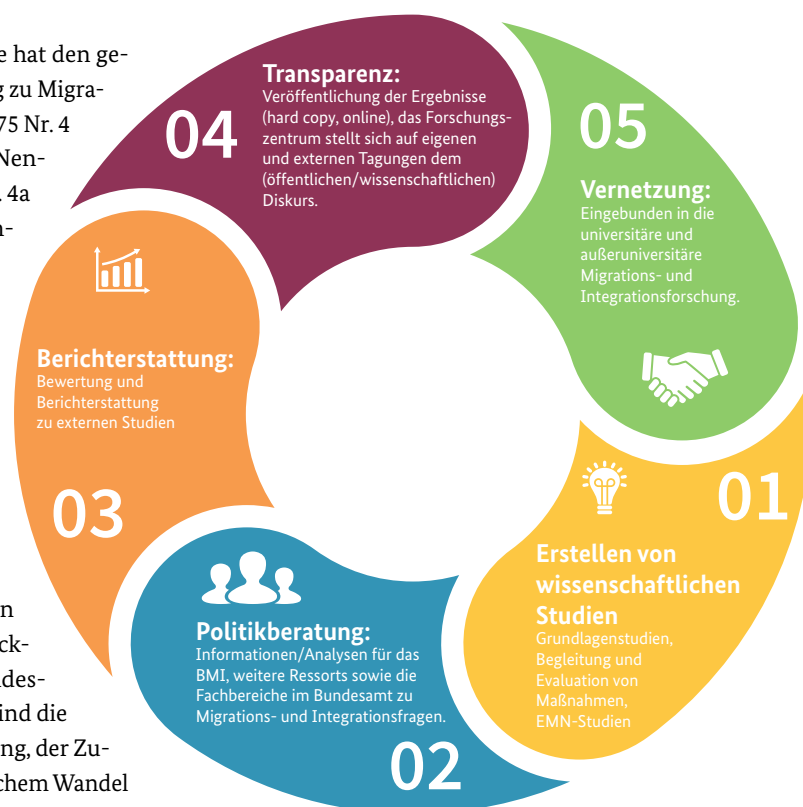 e hat den ge-
g zu Migra-
75 Nr. 4
Nen-
. 4a
n-
n
ck-
des-
ind die
ng, der Zu-
chem Wandel
04
Transparenz:
Veröffentlichung der Ergebnisse
(hard copy, online), das Forschungs-
zentrum stellt sich auf eigenen
und externen Tagungen dem
(öffentlichen/wissenschaftlichen)
Diskurs.
05
Vernetzung:
Eingebunden in die
universitäre und
außeruniversitäre
Migrations- und
Integrationsforschung.
Berichterstattung:
Bewertung und
Berichterstattung
zu externen Studien
03
01
Erstellen von
wissenschaftlichen
Studien
Grundlagenstudien,
Begleitung und
Evaluation von
Maßnahmen,
EMN-Studien
Politikberatung:
Informationen/Analysen für das
BMI, weitere Ressorts sowie die
Fachbereiche im Bundesamt zu
Migrations- und Integrationsfragen.
02